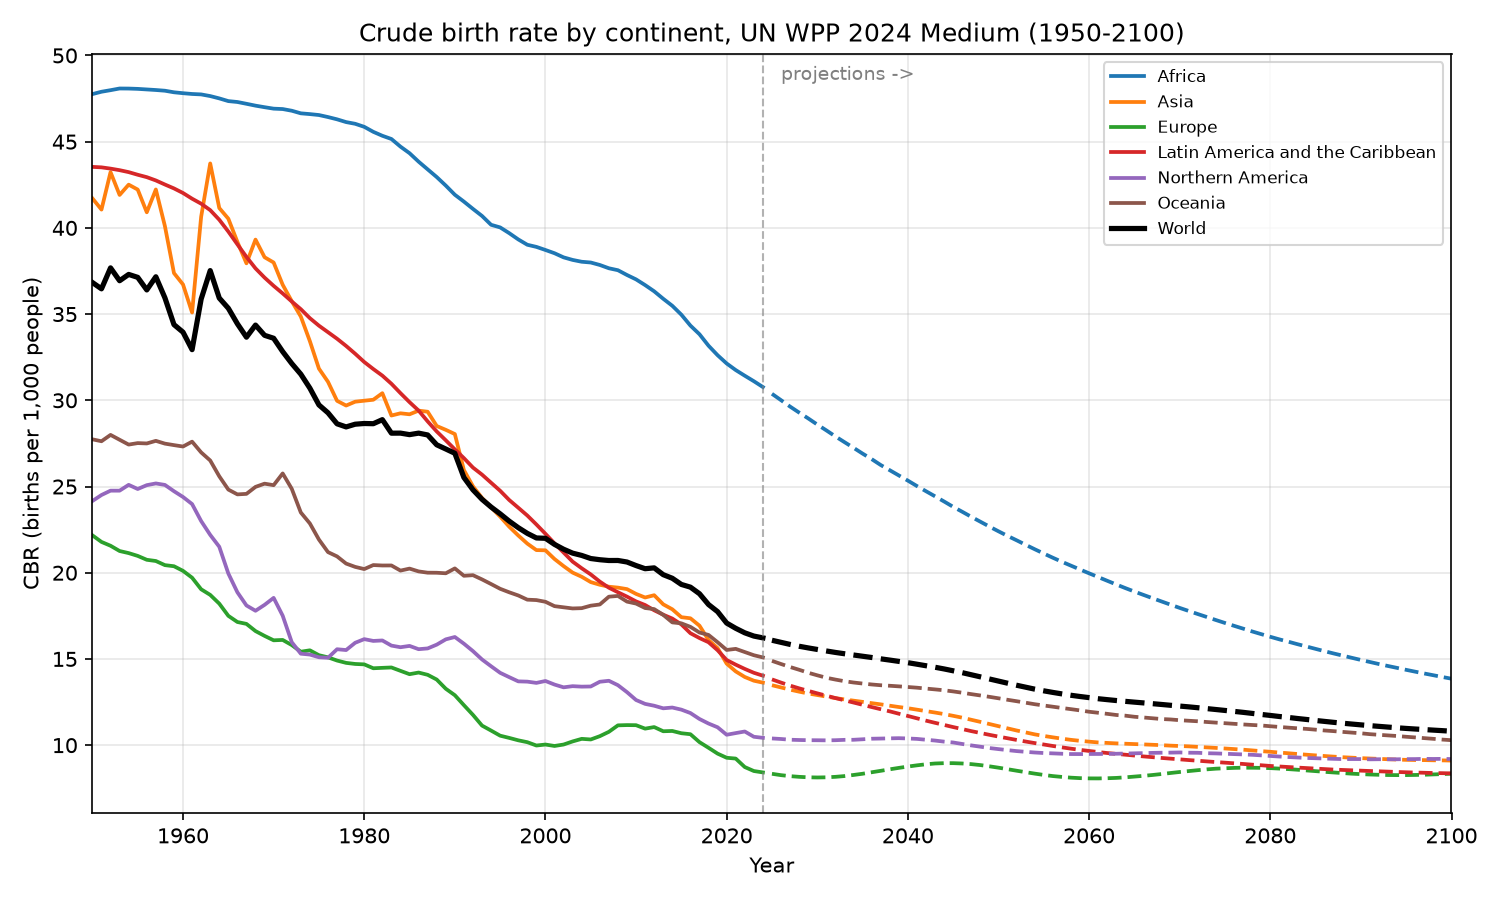 Crude birth rate by continent, UN WPP 2024 Medium (1950-2100)
projections ->
Africa
Asia
Europe
Latin America and the Caribbean
Northern America
Oceania
World
CBR (births per 1,000 people)
50
45
40
35
30
25
20
15
10
1960
1980
2000
2020
2040
2060
2080
2100
Year